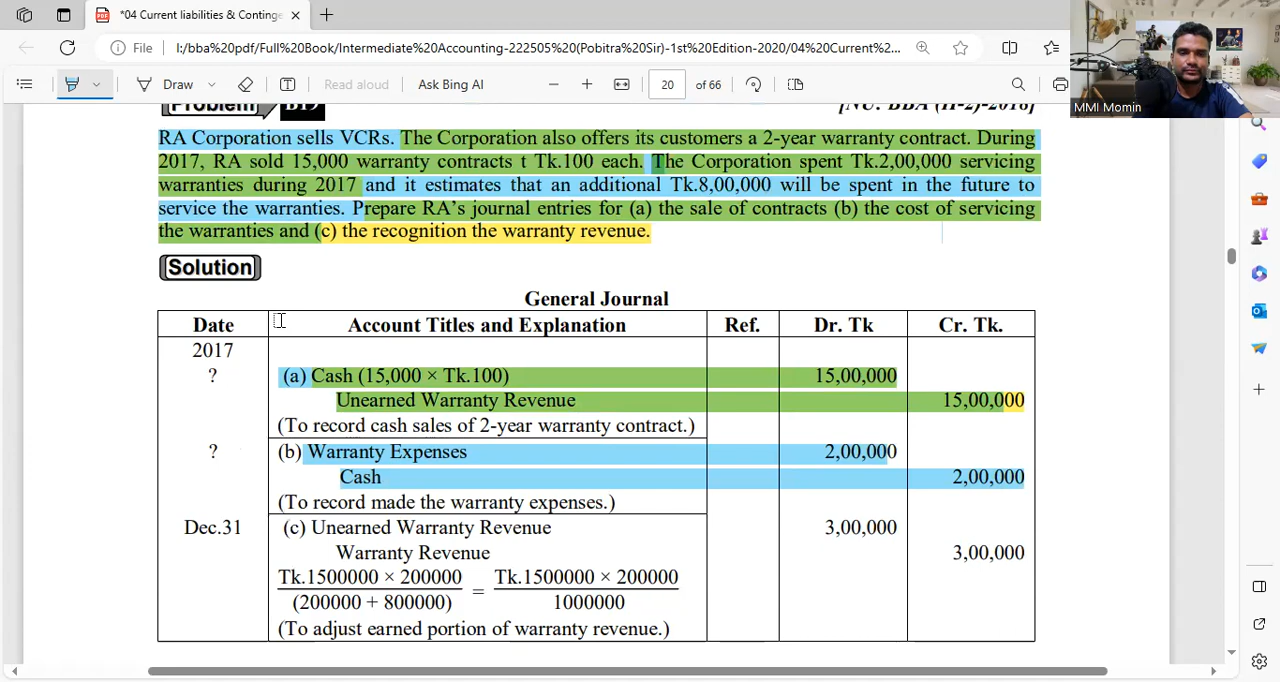 *04 Current liabilities & Continge
File
I:/bba%20pdf/Full%20Book/Intermediate%20Accounting-222505%20(Pobitra%20Sir)-1st%20Edition-2020/04%20Current%2...
Draw
Read aloud
Ask Bing AI
20
of 66
MMI Momin
Problem B19 [NU: BBA (H-2)-2018]
RA Corporation sells VCRs. The Corporation also offers its customers a 2-year warranty contract. During
2017, RA sold 15,000 warranty contracts t Tk.100 each. The Corporation spent Tk.2,00,000 servicing
warranties during 2017 and it estimates that an additional Tk.8,00,000 will be spent in the future to
service the warranties. Prepare RA's journal entries for (a) the sale of contracts (b) the cost of servicing
the warranties and (c) the recognition the warranty revenue.
Solution
General Journal
Date Account Titles and Explanation Ref. Dr. Tk Cr. Tk.
2017
? (a) Cash (15,000 × Tk.100) 15,00,000
Unearned Warranty Revenue 15,00,000
(To record cash sales of 2-year warranty contract.)
? (b) Warranty Expenses 2,00,000
Cash 2,00,000
(To record made the warranty expenses.)
Dec.31 (c) Unearned Warranty Revenue 3,00,000
Warranty Revenue 3,00,000
Tk.1500000 × 200000 = Tk.1500000 × 200000
(200000 + 800000) 1000000
(To adjust earned portion of warranty revenue.)